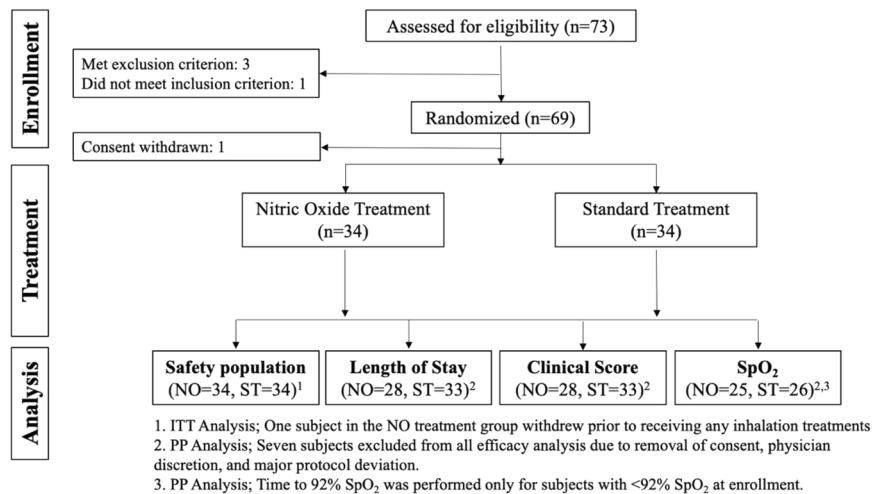 Assessed for eligibility (n=73)
Enrollment
Met exclusion criterion: 3
Did not meet inclusion criterion: 1
Randomized (n=69)
Consent withdrawn: 1
Treatment
Nitric Oxide Treatment
(n=34)
Standard Treatment
(n=34)
Analysis
Safety population
(NO=34, ST=34)¹
Length of Stay
(NO=28, ST=33)²
Clinical Score
(NO=28, ST=33)²
SpO₂
(NO=25, ST=26)²,³
1. ITT Analysis; One subject in the NO treatment group withdrew prior to receiving any inhalation treatments
2. PP Analysis; Seven subjects excluded from all efficacy analysis due to removal of consent, physician
discretion, and major protocol deviation.
3. PP Analysis; Time to 92% SpO₂ was performed only for subjects with <92% SpO₂ at enrollment.